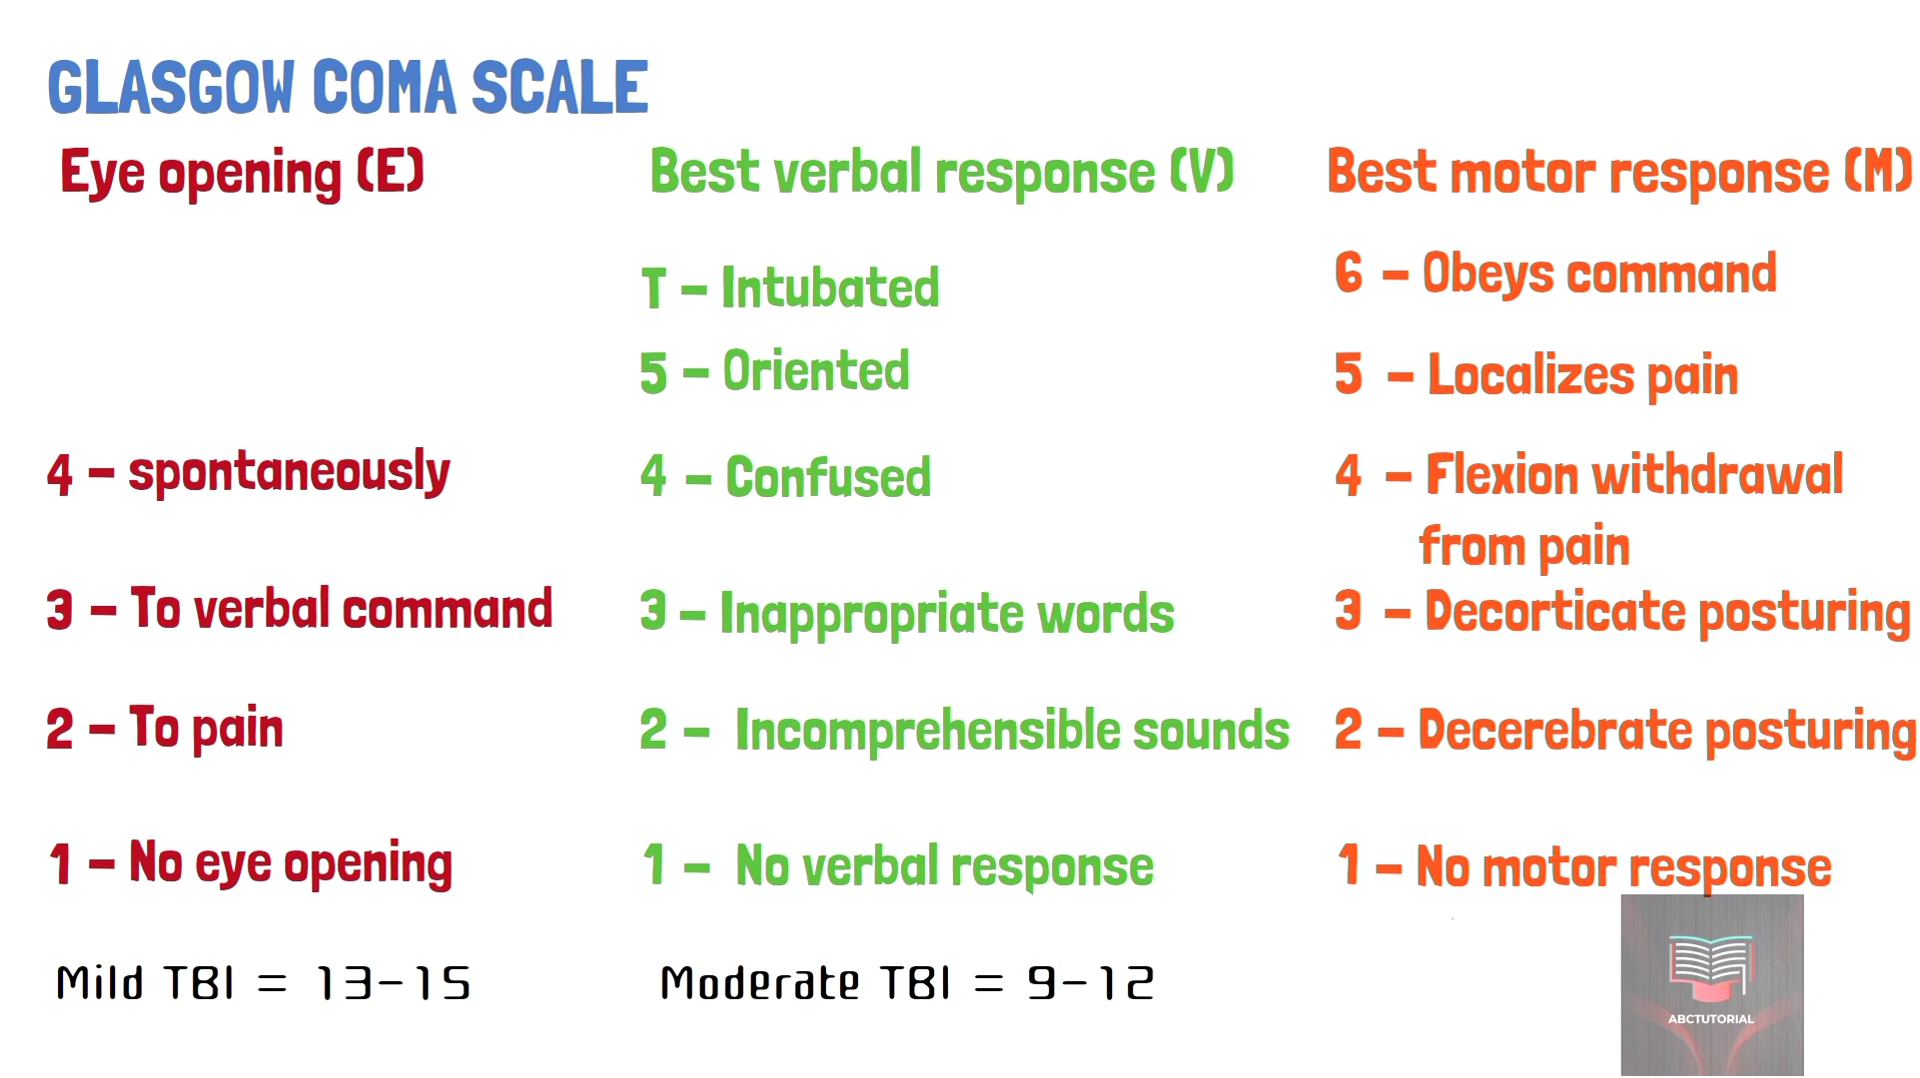 GLASGOW COMA SCALE
Eye opening (E)
4 – spontaneously
3 – To verbal command
2 – To pain
1 – No eye opening
Best verbal response (V)
T – Intubated
5 – Oriented
4 – Confused
3 – Inappropriate words
2 – Incomprehensible sounds
1 – No verbal response
Best motor response (M)
6 – Obeys command
5 – Localizes pain
4 – Flexion withdrawal
from pain
3 – Decorticate posturing
2 – Decerebrate posturing
1 – No motor response
Mild TBI = 13-15
Moderate TBI = 9-12
ABCTUTORIAL